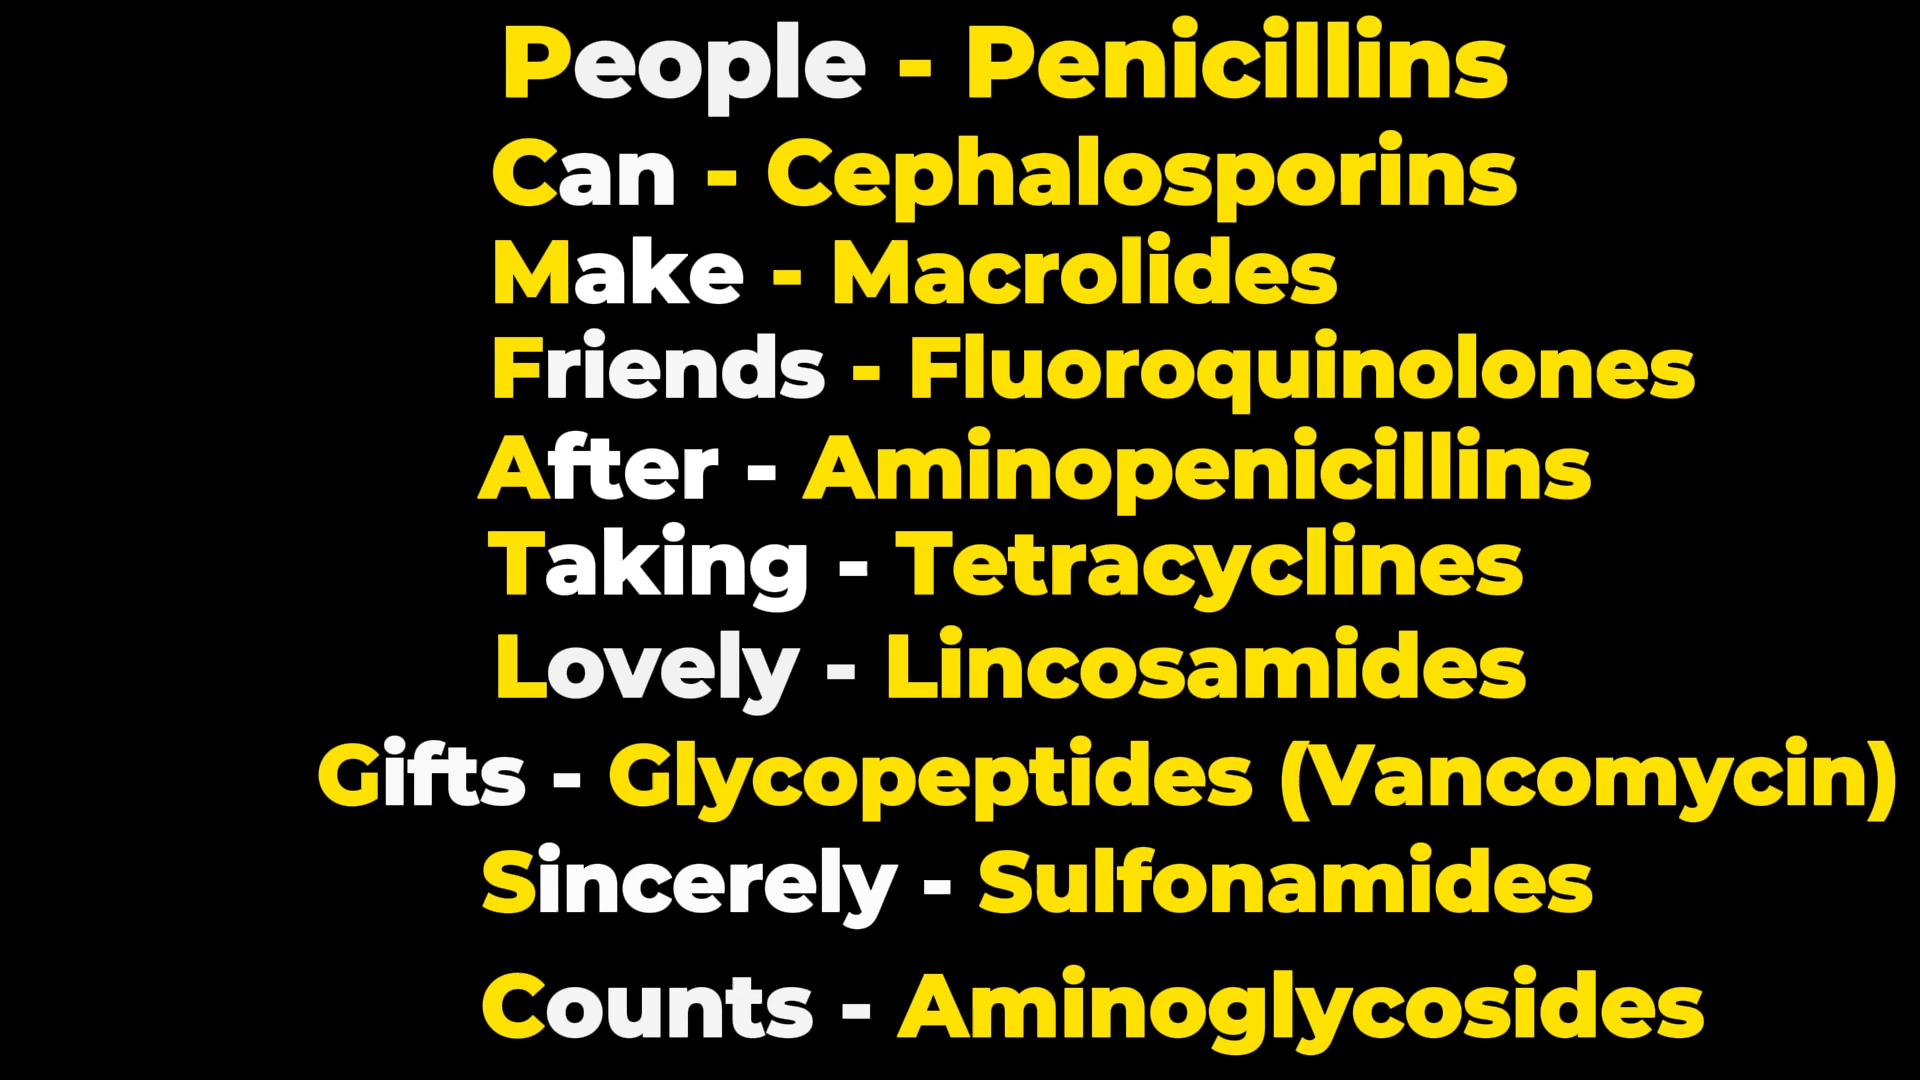 People - Penicillins
Can - Cephalosporins
Make - Macrolides
Friends - Fluoroquinolones
After - Aminopenicillins
Taking - Tetracyclines
Lovely - Lincosamides
Gifts - Glycopeptides (Vancomycin)
Sincerely - Sulfonamides
Counts - Aminoglycosides